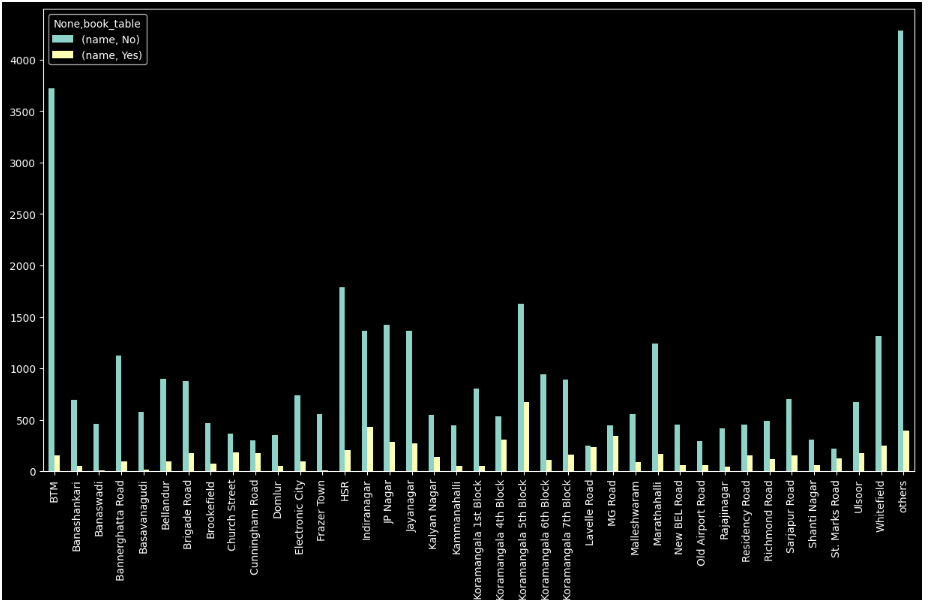 None,book_table
(name, No)
(name, Yes)
4000
3500
3000
2500
2000
1500
1000
500
0
BTM
Banashankari
Banaswadi
Bannerghatta Road
Basavanagudi
Bellandur
Brigade Road
Brookefield
Church Street
Cunningham Road
Domlur
Electronic City
Frazer Town
HSR
Indiranagar
JP Nagar
Jayanagar
Kalyan Nagar
Kammanahalli
Koramangala 1st Block
Koramangala 4th Block
Koramangala 5th Block
Koramangala 6th Block
Koramangala 7th Block
Lavelle Road
MG Road
Malleshwaram
Marathahalli
New BEL Road
Old Airport Road
Rajajinagar
Residency Road
Richmond Road
Sarjapur Road
Shanti Nagar
St. Marks Road
Ulsoor
Whitefield
others